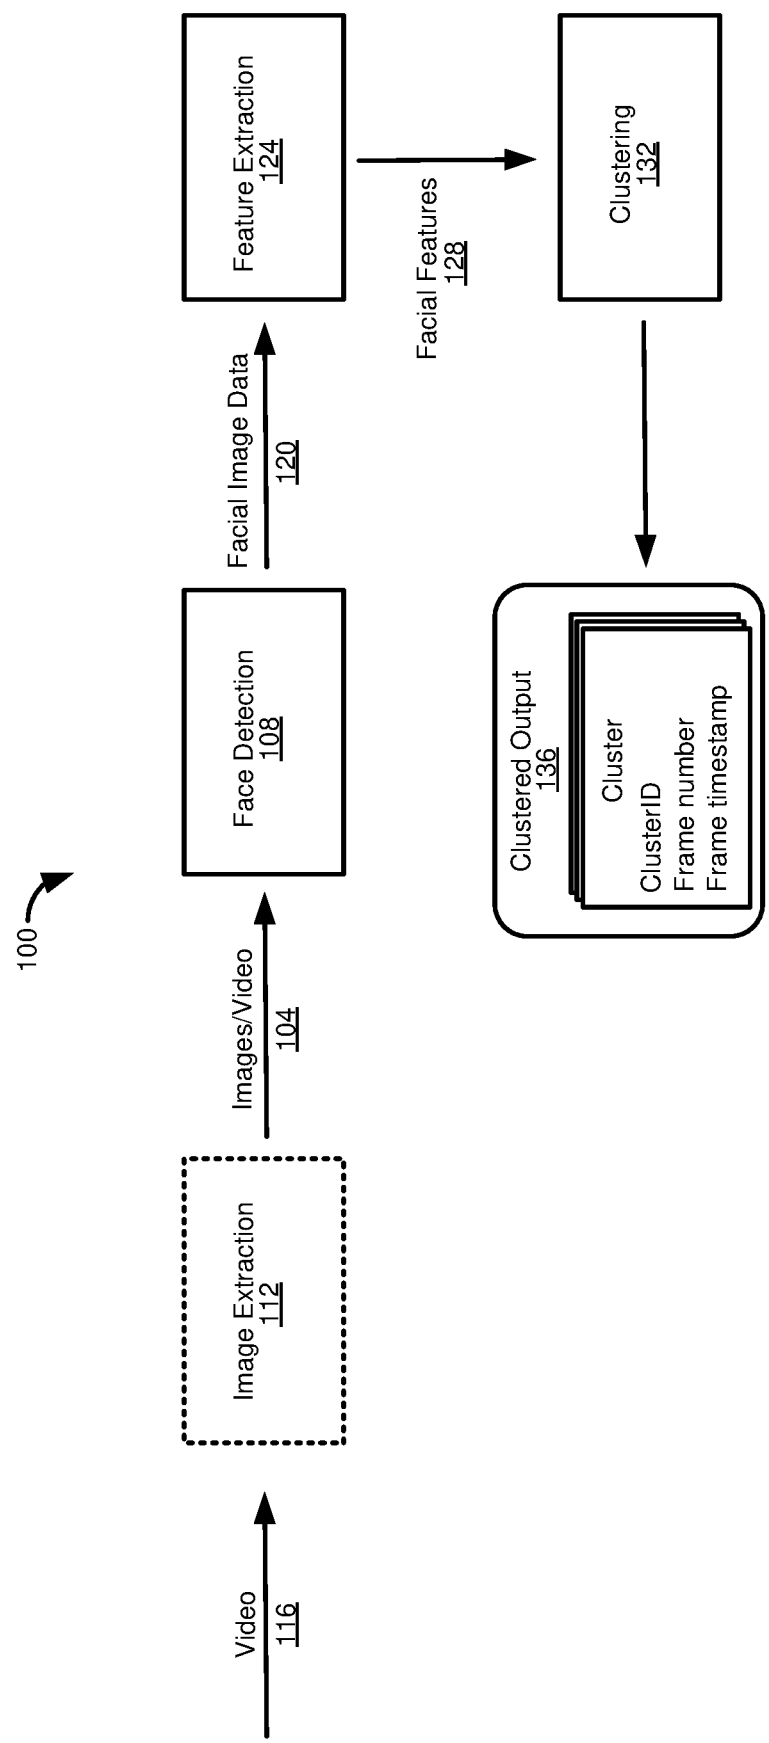 100
Video
116
Image Extraction
112
Images/Video
104
Face Detection
108
Facial Image Data
120
Feature Extraction
124
Facial Features
128
Clustering
132
Clustered Output
136
Cluster
ClusterID
Frame number
Frame timestamp